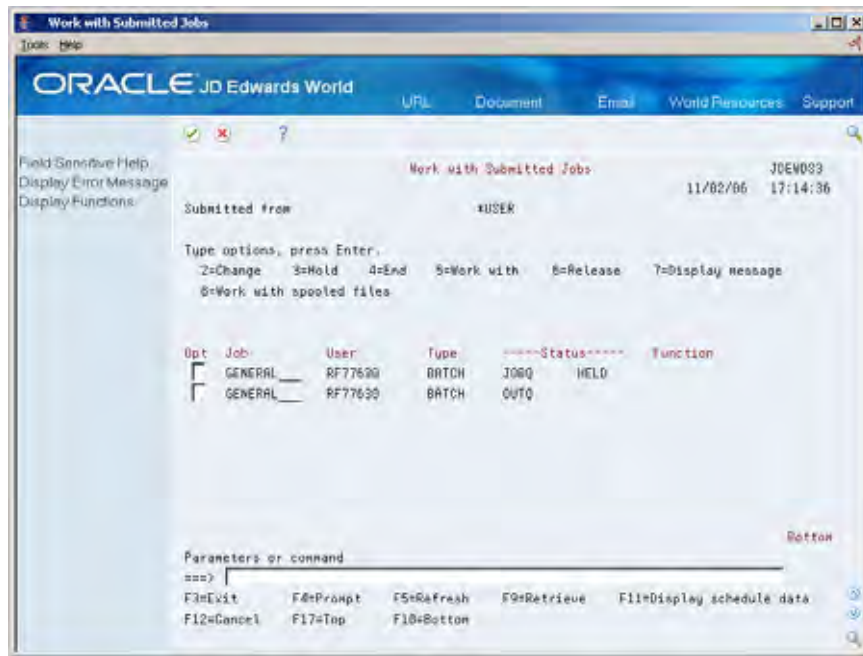 Work with Submitted Jobs
Tools Help
ORACLE JD Edwards World
URL Document Email World Resources Support
?
Field Sensitive Help
Display Error Message
Display Functions
Work with Submitted Jobs JDEWDS3
11/02/06 17:14:36
Submitted from *USER
Type options, press Enter.
2=Change 3=Hold 4=End 5=Work with 6=Release 7=Display message
8=Work with spooled files
Opt Job User Type -----Status----- Function
GENERAL___ RF77630 BATCH JOBQ HELD
GENERAL___ RF77630 BATCH OUTQ
Bottom
Parameters or command
===>
F3=Exit F4=Prompt F5=Refresh F9=Retrieve F11=Display schedule data
F12=Cancel F17=Top F18=Bottom